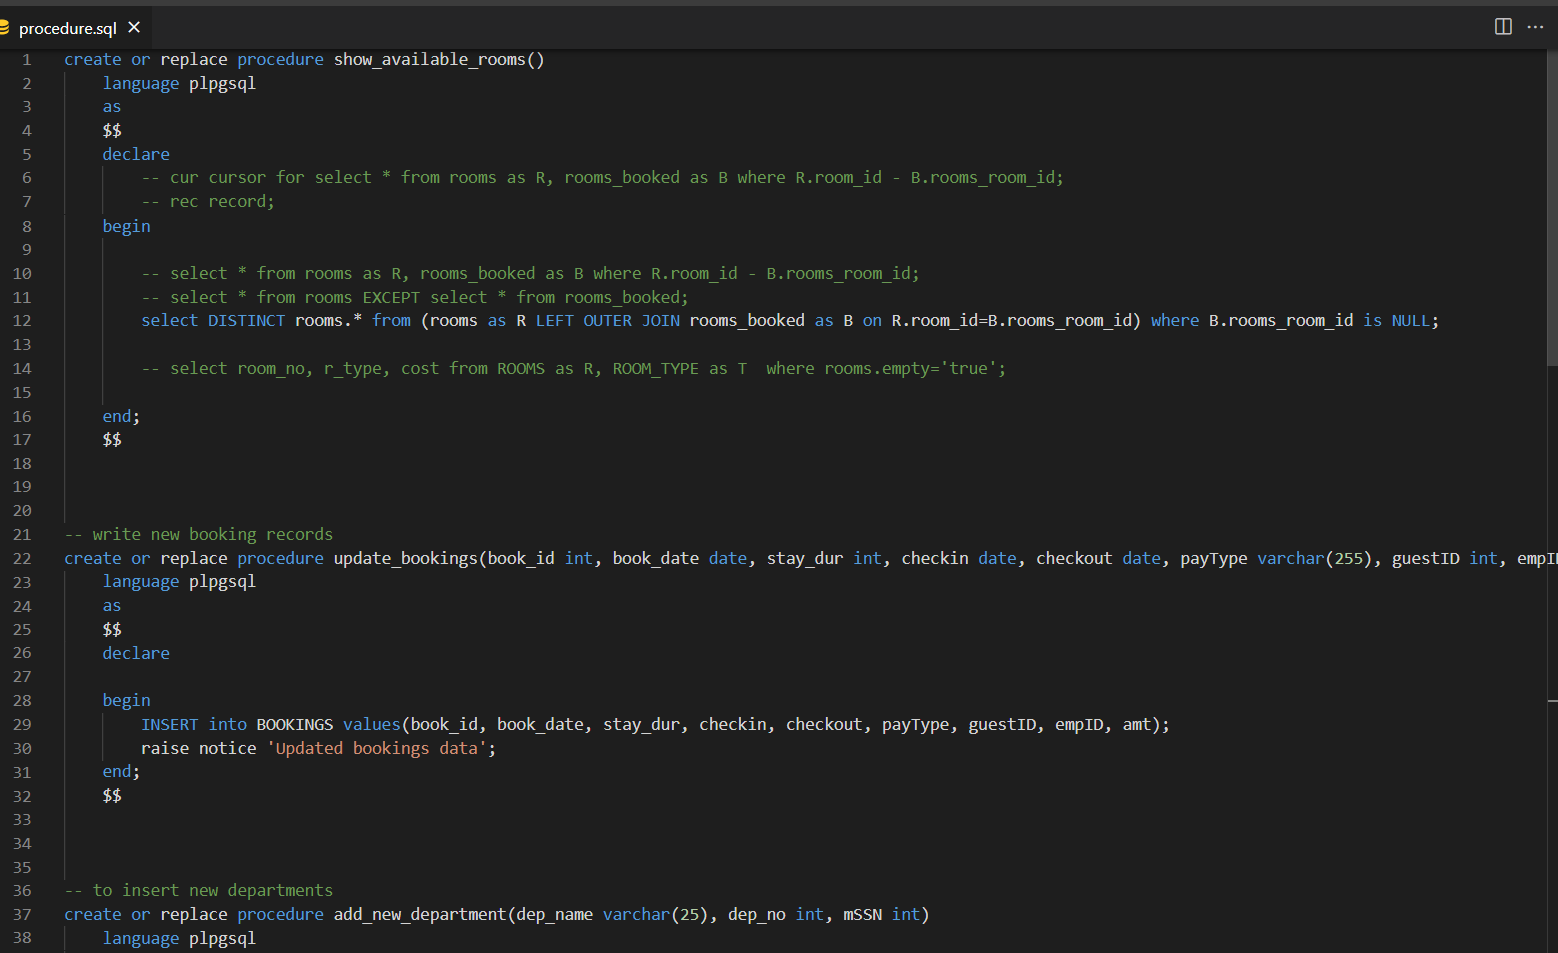 procedure.sql
1 create or replace procedure show_available_rooms()
2 language plpgsql
3 as
4 $$
5 declare
6 -- cur cursor for select * from rooms as R, rooms_booked as B where R.room_id - B.rooms_room_id;
7 -- rec record;
8 begin
9
10 -- select * from rooms as R, rooms_booked as B where R.room_id - B.rooms_room_id;
11 -- select * from rooms EXCEPT select * from rooms_booked;
12 select DISTINCT rooms.* from (rooms as R LEFT OUTER JOIN rooms_booked as B on R.room_id=B.rooms_room_id) where B.rooms_room_id is NULL;
13
14 -- select room_no, r_type, cost from ROOMS as R, ROOM_TYPE as T  where rooms.empty='true';
15
16 end;
17 $$
18
19
20
21 -- write new booking records
22 create or replace procedure update_bookings(book_id int, book_date date, stay_dur int, checkin date, checkout date, payType varchar(255), guestID int,
23 language plpgsql
24 as
25 $$
26 declare
27
28 begin
29 INSERT into BOOKINGS values(book_id, book_date, stay_dur, checkin, checkout, payType, guestID, empID, amt);
30 raise notice 'Updated bookings data';
31 end;
32 $$
33
34
35
36 -- to insert new departments
37 create or replace procedure add_new_department(dep_name varchar(25), dep_no int, mSSN int)
38 language plpgsql